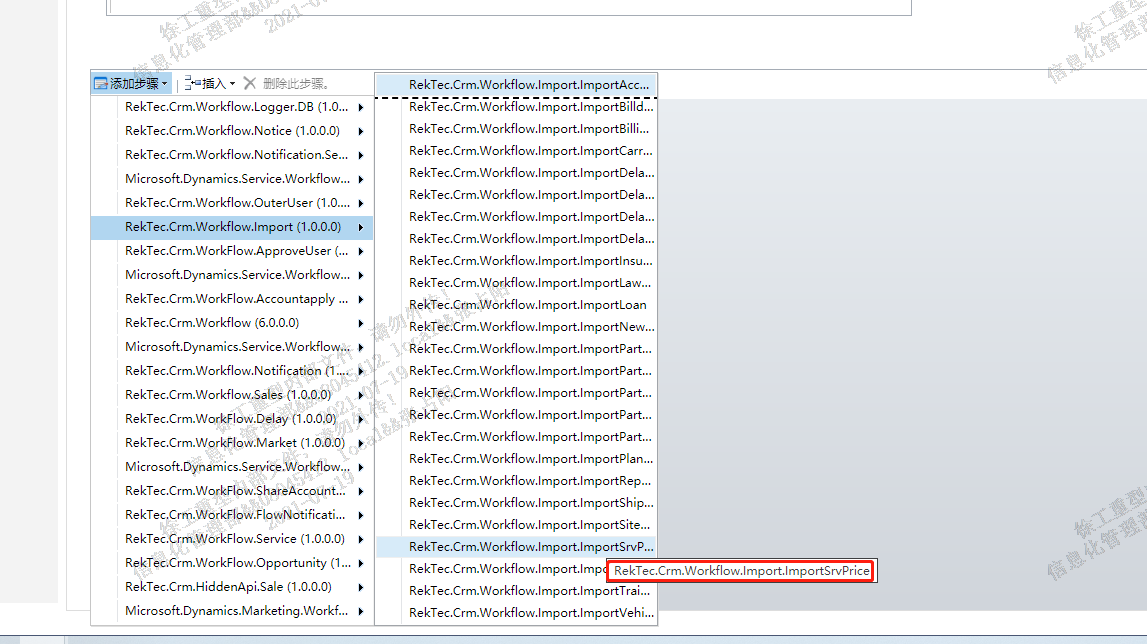 添加步骤
插入
删除此步骤。
RekTec.Crm.Workflow.Logger.DB (1.0...
RekTec.Crm.Workflow.Notice (1.0.0.0)
RekTec.Crm.Workflow.Notification.Se...
Microsoft.Dynamics.Service.Workflow...
RekTec.Crm.Workflow.OuterUser (1.0....
RekTec.Crm.Workflow.Import (1.0.0.0)
RekTec.Crm.WorkFlow.ApproveUser (...
Microsoft.Dynamics.Service.Workflow...
RekTec.Crm.WorkFlow.Accountapply ...
RekTec.Crm.Workflow (6.0.0.0)
Microsoft.Dynamics.Service.Workflow...
RekTec.Crm.Workflow.Notification (1....
RekTec.Crm.Workflow.Sales (1.0.0.0)
RekTec.Crm.WorkFlow.Delay (1.0.0.0)
RekTec.Crm.WorkFlow.Market (1.0.0.0)
Microsoft.Dynamics.Service.Workflow...
RekTec.Crm.WorkFlow.ShareAccount...
RekTec.Crm.WorkFlow.FlowNotificati...
RekTec.Crm.WorkFlow.Service (1.0.0.0)
RekTec.Crm.WorkFlow.Opportunity (1...
RekTec.Crm.HiddenApi.Sale (1.0.0.0)
Microsoft.Dynamics.Marketing.Workf...
RekTec.Crm.Workflow.Import.ImportAcc...
RekTec.Crm.Workflow.Import.ImportBilld...
RekTec.Crm.Workflow.Import.ImportBilli...
RekTec.Crm.Workflow.Import.ImportCarr...
RekTec.Crm.Workflow.Import.ImportDela...
RekTec.Crm.Workflow.Import.ImportDela...
RekTec.Crm.Workflow.Import.ImportDela...
RekTec.Crm.Workflow.Import.ImportDela...
RekTec.Crm.Workflow.Import.ImportInsu...
RekTec.Crm.Workflow.Import.ImportLaw...
RekTec.Crm.Workflow.Import.ImportLoan
RekTec.Crm.Workflow.Import.ImportNew...
RekTec.Crm.Workflow.Import.ImportPart...
RekTec.Crm.Workflow.Import.ImportPart...
RekTec.Crm.Workflow.Import.ImportPart...
RekTec.Crm.Workflow.Import.ImportPart...
RekTec.Crm.Workflow.Import.ImportPart...
RekTec.Crm.Workflow.Import.ImportPlan...
RekTec.Crm.Workflow.Import.ImportRep...
RekTec.Crm.Workflow.Import.ImportShip...
RekTec.Crm.Workflow.Import.ImportSite...
RekTec.Crm.Workflow.Import.ImportSrvP...
RekTec.Crm.Workflow.Import.Impo
RekTec.Crm.Workflow.Import.ImportSrvPrice
RekTec.Crm.Workflow.Import.ImportTrai...
RekTec.Crm.Workflow.Import.ImportVehi...